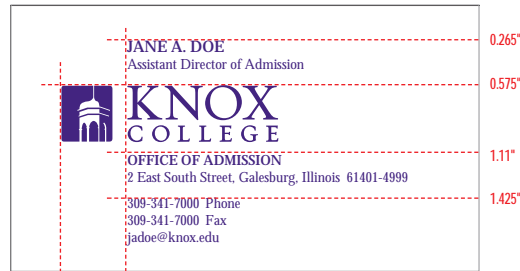 JANE A. DOE
Assistant Director of Admission
KNOX
COLLEGE
OFFICE OF ADMISSION
2 East South Street, Galesburg, Illinois  61401-4999
309-341-7000  Phone
309-341-7000  Fax
jadoe@knox.edu
0.265"
0.575"
1.11"
1.425"